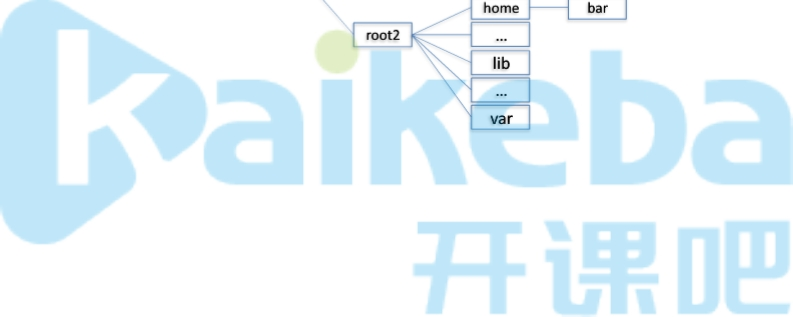 home bar
root2
...
lib
...
var
kaikeba
开课吧